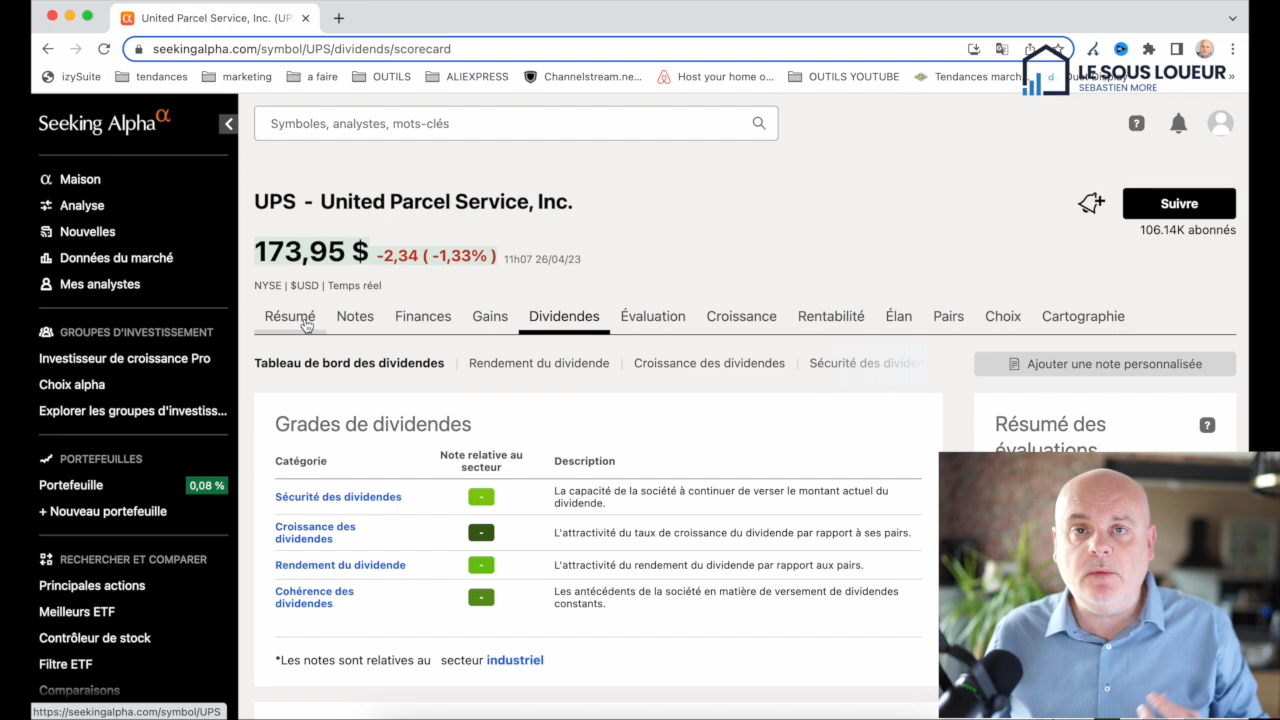 United Parcel Service, Inc. (UP
seekingalpha.com/symbol/UPS/dividends/scorecard
izySuite
tendances
marketing
a faire
OUTILS
ALIEXPRESS
Channelstream.ne...
Host your home o...
OUTILS YOUTUBE
Tendances march
Duet Display
»
LE SOUS LOUEUR
SEBASTIEN MORE
Seeking Alpha α
Symboles, analystes, mots-clés
Maison
Analyse
Nouvelles
Données du marché
Mes analystes
GROUPES D'INVESTISSEMENT
Investisseur de croissance Pro
Choix alpha
Explorer les groupes d'investiss...
PORTEFEUILLES
Portefeuille 0,08 %
+ Nouveau portefeuille
RECHERCHER ET COMPARER
Principales actions
Meilleurs ETF
Contrôleur de stock
Filtre ETF
Comparaisons
https://seekingalpha.com/symbol/UPS
UPS - United Parcel Service, Inc.
Suivre
106.14K abonnés
173,95 $ -2,34 ( -1,33% ) 11h07 26/04/23
NYSE | $USD | Temps réel
Résumé Notes Finances Gains Dividendes Évaluation Croissance Rentabilité Élan Pairs Choix Cartographie
Tableau de bord des dividendes | Rendement du dividende | Croissance des dividendes | Sécurité des dividen
Ajouter une note personnalisée
Grades de dividendes
Catégorie
Note relative au
secteur
Description
Sécurité des dividendes
-
La capacité de la société à continuer de verser le montant actuel du
dividende.
Croissance des
dividendes
-
L'attractivité du taux de croissance du dividende par rapport à ses pairs.
Rendement du dividende
-
L'attractivité du rendement du dividende par rapport aux pairs.
Cohérence des
dividendes
-
Les antécédents de la société en matière de versement de dividendes
constants.
*Les notes sont relatives au secteur industriel
Résumé des
évaluations